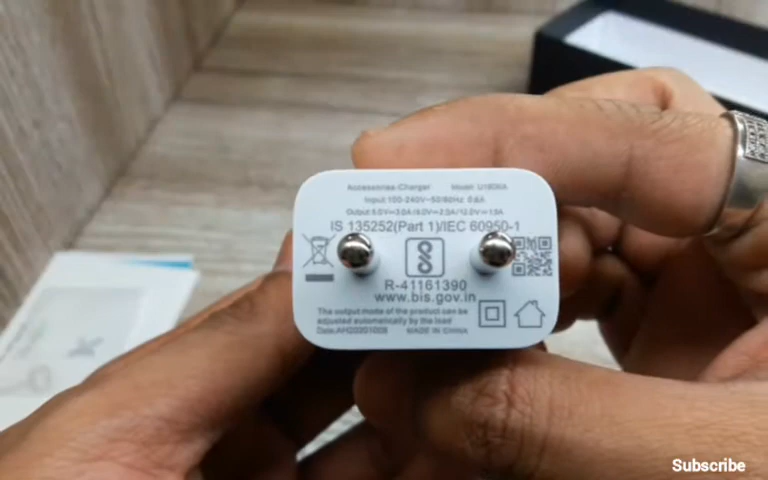 Accessories:Charger Model: U180XA
Input:100-240V~50/60Hz 0.6A
Output:5.0V⎓3.0A/9.0V⎓2.0A/12.0V⎓1.5A
IS 135252(Part 1)/IEC 60950-1
R-41161390
www.bis.gov.in
The output mode of the product can be
adjusted automatically by the load
MADE IN CHINA
Subscribe